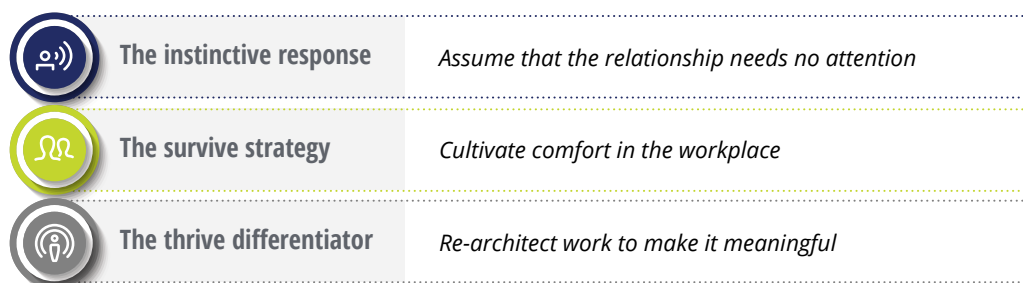 The instinctive response Assume that the relationship needs no attention
The survive strategy Cultivate comfort in the workplace
The thrive differentiator Re-architect work to make it meaningful